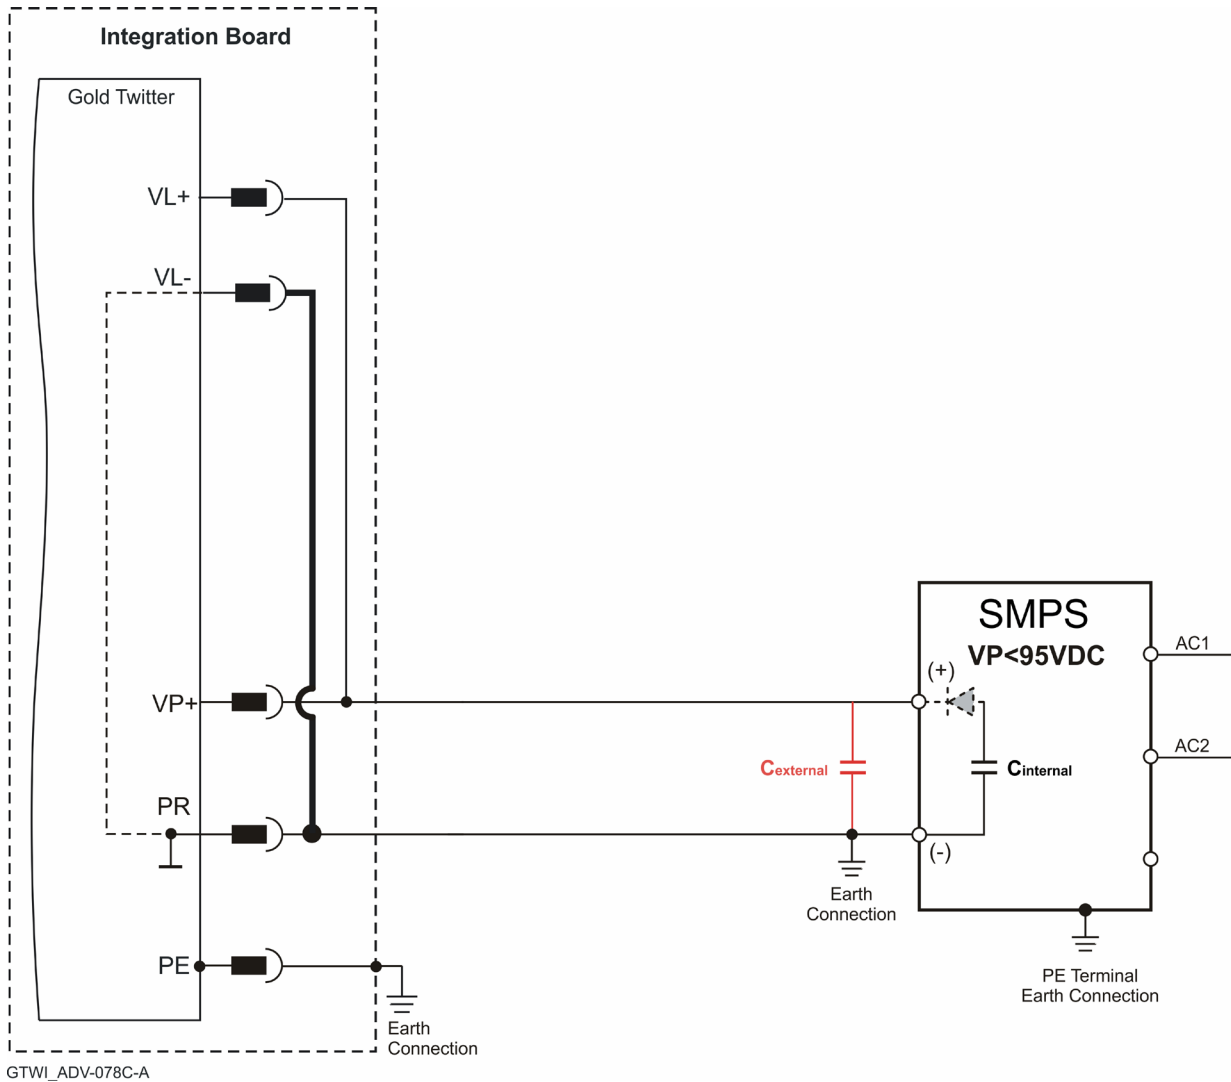 Integration Board
Gold Twitter
VL+
VL-
SMPS
VP<95VDC
AC1
(+)
VP+
AC2
Cexternal
Cinternal
PR
(-)
Earth
Connection
PE
PE Terminal
Earth Connection
Earth
Connection
GTWI_ADV-078C-A